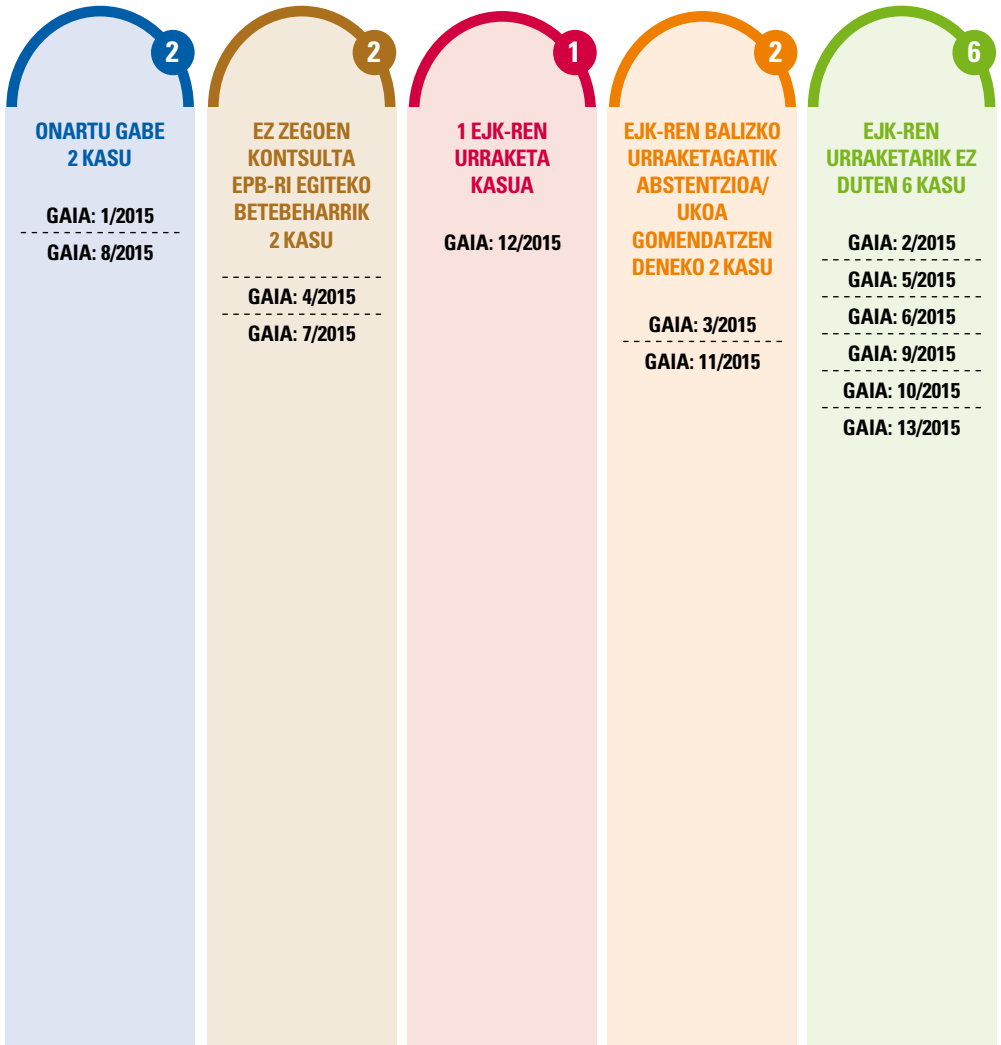 2
ONARTU GABE
2 KASU
GAIA: 1/2015
GAIA: 8/2015
2
EZ ZEGOEN
KONTSULTA
EPB-RI EGITEKO
BETEBEHARRIK
2 KASU
GAIA: 4/2015
GAIA: 7/2015
1
1 EJK-REN
URRAKETA
KASUA
GAIA: 12/2015
2
EJK-REN BALIZKO
URRAKETAGATIK
ABSTENTZIOA/
UKOA
GOMENDATZEN
DENEKO 2 KASU
GAIA: 3/2015
GAIA: 11/2015
6
EJK-REN
URRAKETARIK EZ
DUTEN 6 KASU
GAIA: 2/2015
GAIA: 5/2015
GAIA: 6/2015
GAIA: 9/2015
GAIA: 10/2015
GAIA: 13/2015